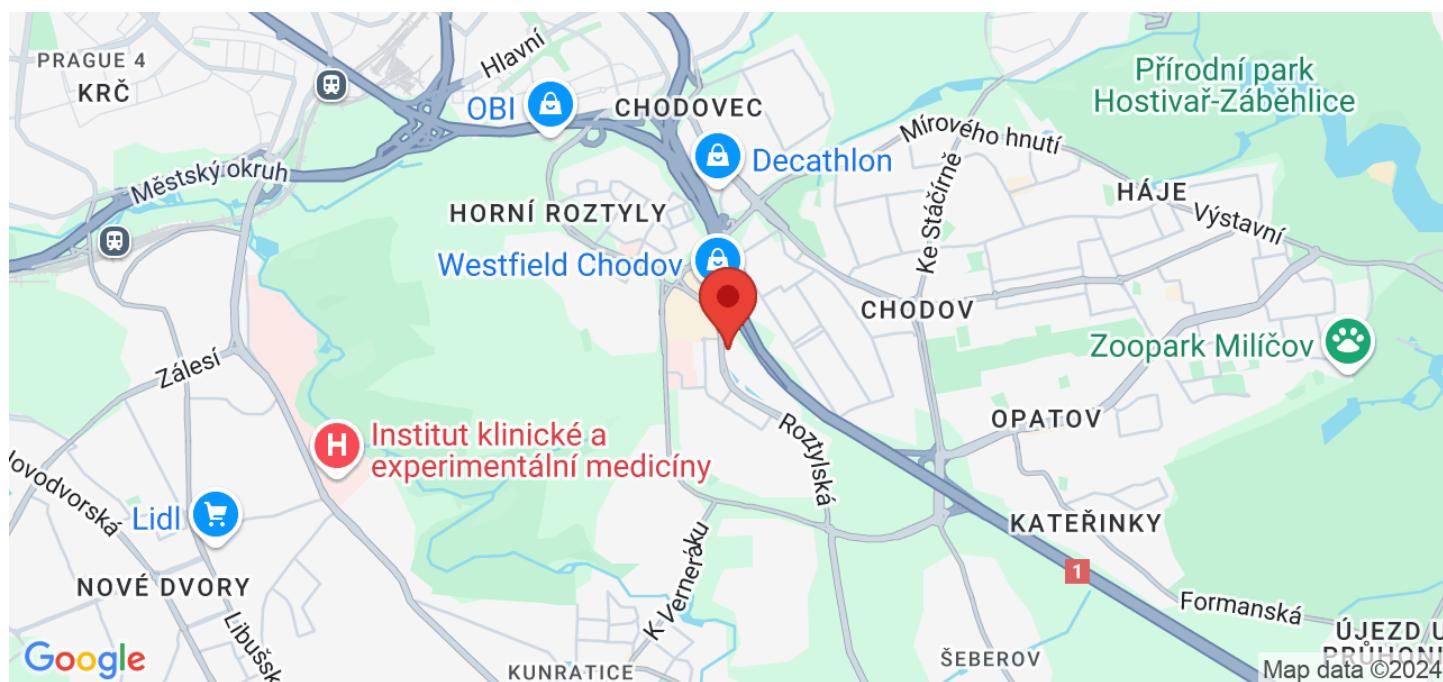 PRAGUE 4
KRČ
Hlavní
OBI
CHODOVEC
Přírodní park
Hostivař-Záběhlice
Mírového hnutí
Decathlon
Městský okruh
Ke Stáčírně
HÁJE
Výstavní
HORNÍ ROZTYLY
Westfield Chodov
CHODOV
Zoopark Milíčov
Zálesí
OPATOV
Roztylská
H
Institut klinické a
experimentální medicíny
Novodvorská
Lidl
KATEŘINKY
K Verneráku
1
NOVÉ DVORY
Formanská
Libušsk
ÚJEZD U
PRŮHONI
Google
KUNRATICE
ŠEBEROV
Map data ©2024